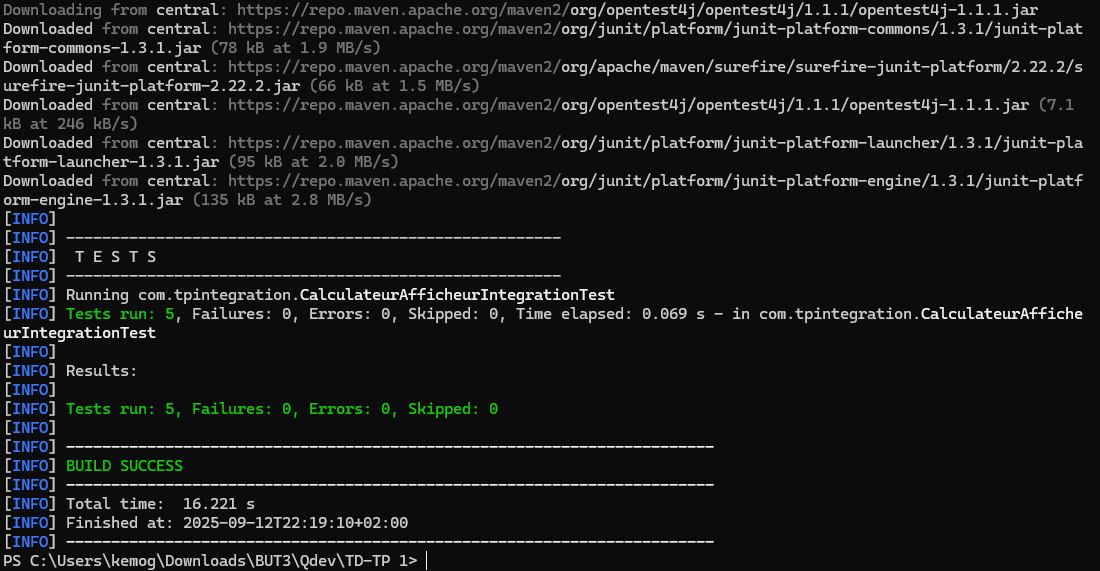 Downloading from central: https://repo.maven.apache.org/maven2/org/opentest4j/opentest4j/1.1.1/opentest4j-1.1.1.jar
Downloaded from central: https://repo.maven.apache.org/maven2/org/junit/platform/junit-platform-commons/1.3.1/junit-plat
form-commons-1.3.1.jar (78 kB at 1.9 MB/s)
Downloaded from central: https://repo.maven.apache.org/maven2/org/apache/maven/surefire/surefire-junit-platform/2.22.2/s
urefire-junit-platform-2.22.2.jar (66 kB at 1.5 MB/s)
Downloaded from central: https://repo.maven.apache.org/maven2/org/opentest4j/opentest4j/1.1.1/opentest4j-1.1.1.jar (7.1
kB at 246 kB/s)
Downloaded from central: https://repo.maven.apache.org/maven2/org/junit/platform/junit-platform-launcher/1.3.1/junit-pla
tform-launcher-1.3.1.jar (95 kB at 2.0 MB/s)
Downloaded from central: https://repo.maven.apache.org/maven2/org/junit/platform/junit-platform-engine/1.3.1/junit-platf
orm-engine-1.3.1.jar (135 kB at 2.8 MB/s)
[INFO]
[INFO] -------------------------------------------------------
[INFO]  T E S T S
[INFO] -------------------------------------------------------
[INFO] Running com.tpintegration.CalculateurAfficheurIntegrationTest
[INFO] Tests run: 5, Failures: 0, Errors: 0, Skipped: 0, Time elapsed: 0.069 s - in com.tpintegration.CalculateurAffiche
urIntegrationTest
[INFO]
[INFO] Results:
[INFO]
[INFO] Tests run: 5, Failures: 0, Errors: 0, Skipped: 0
[INFO]
[INFO] ------------------------------------------------------------------------
[INFO] BUILD SUCCESS
[INFO] ------------------------------------------------------------------------
[INFO] Total time:  16.221 s
[INFO] Finished at: 2025-09-12T22:19:10+02:00
[INFO] ------------------------------------------------------------------------
PS C:\Users\kemog\Downloads\BUT3\Qdev\TD-TP 1>